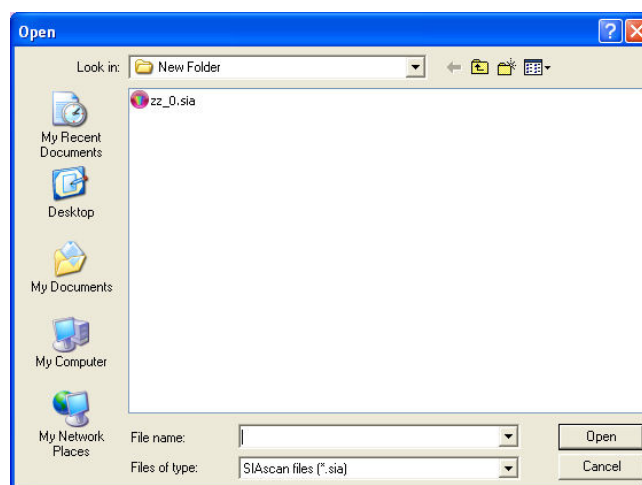 Open
Look in: New Folder
zz_0.sia
My Recent
Documents
Desktop
My Documents
My Computer
My Network
Places
File name:
Open
Files of type: SIAscan files (*.sia)
Cancel